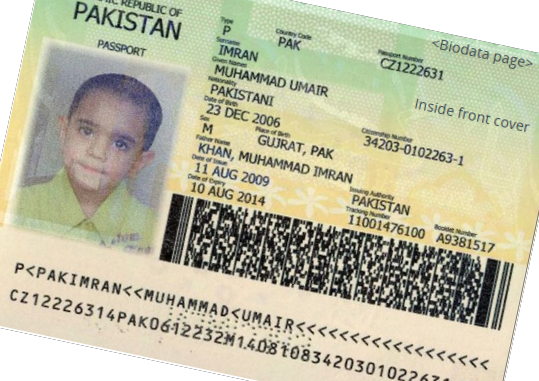 REPUBLIC OF
PAKISTAN
PASSPORT
<Biodata page>
Inside front cover
Type
P
Country Code
PAK
Passport Number
CZ1222631
Surname
IMRAN
Given Names
MUHAMMAD UMAIR
Nationality
PAKISTANI
Date of Birth
23 DEC 2006
Citizenship Number
34203-0102263-1
Sex
M
Place of Birth
GUJRAT, PAK
Father Name
KHAN, MUHAMMAD IMRAN
Date of Issue
11 AUG 2009
Issuing Authority
PAKISTAN
Date of Expiry
10 AUG 2014
Tracking Number
11001476100
Booklet Number
A9381517
P<PAKIMRAN<<MUHAMMAD<UMAIR<<<<<<<<<<<<<<<<<<
CZ12226314PAK0612232M1408108342030102263